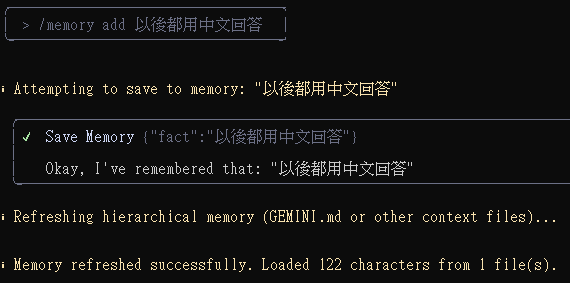 > /memory add 以後都用中文回答
i Attempting to save to memory: "以後都用中文回答"
✓ Save Memory {"fact":"以後都用中文回答"}
Okay, I've remembered that: "以後都用中文回答"
i Refreshing hierarchical memory (GEMINI.md or other context files)...
i Memory refreshed successfully. Loaded 122 characters from 1 file(s).